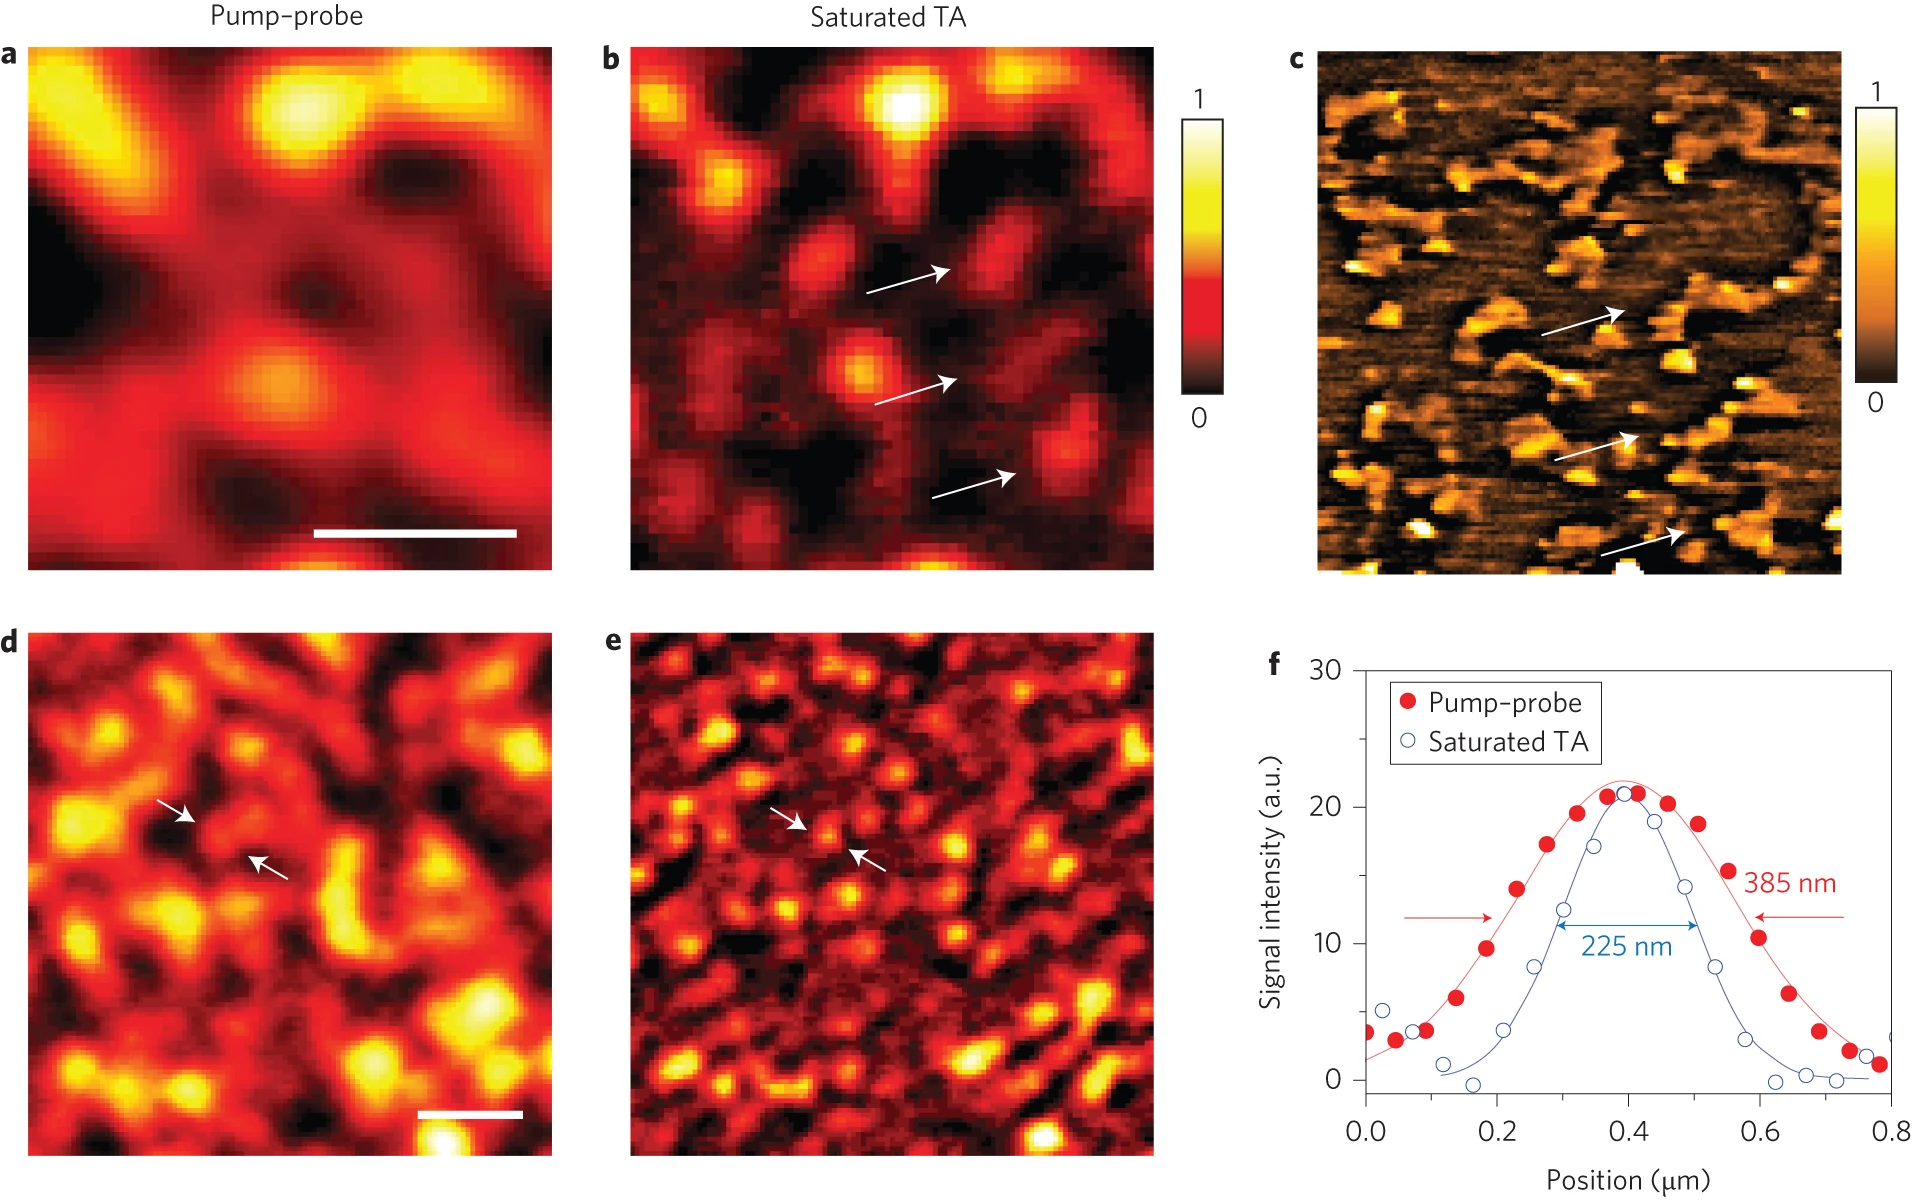 Pump–probe
Saturated TA
a
b
c
1
0
1
0
d
e
f
30
20
10
0
Signal intensity (a.u.)
Pump–probe
Saturated TA
385 nm
225 nm
0.0
0.2
0.4
0.6
0.8
Position (μm)